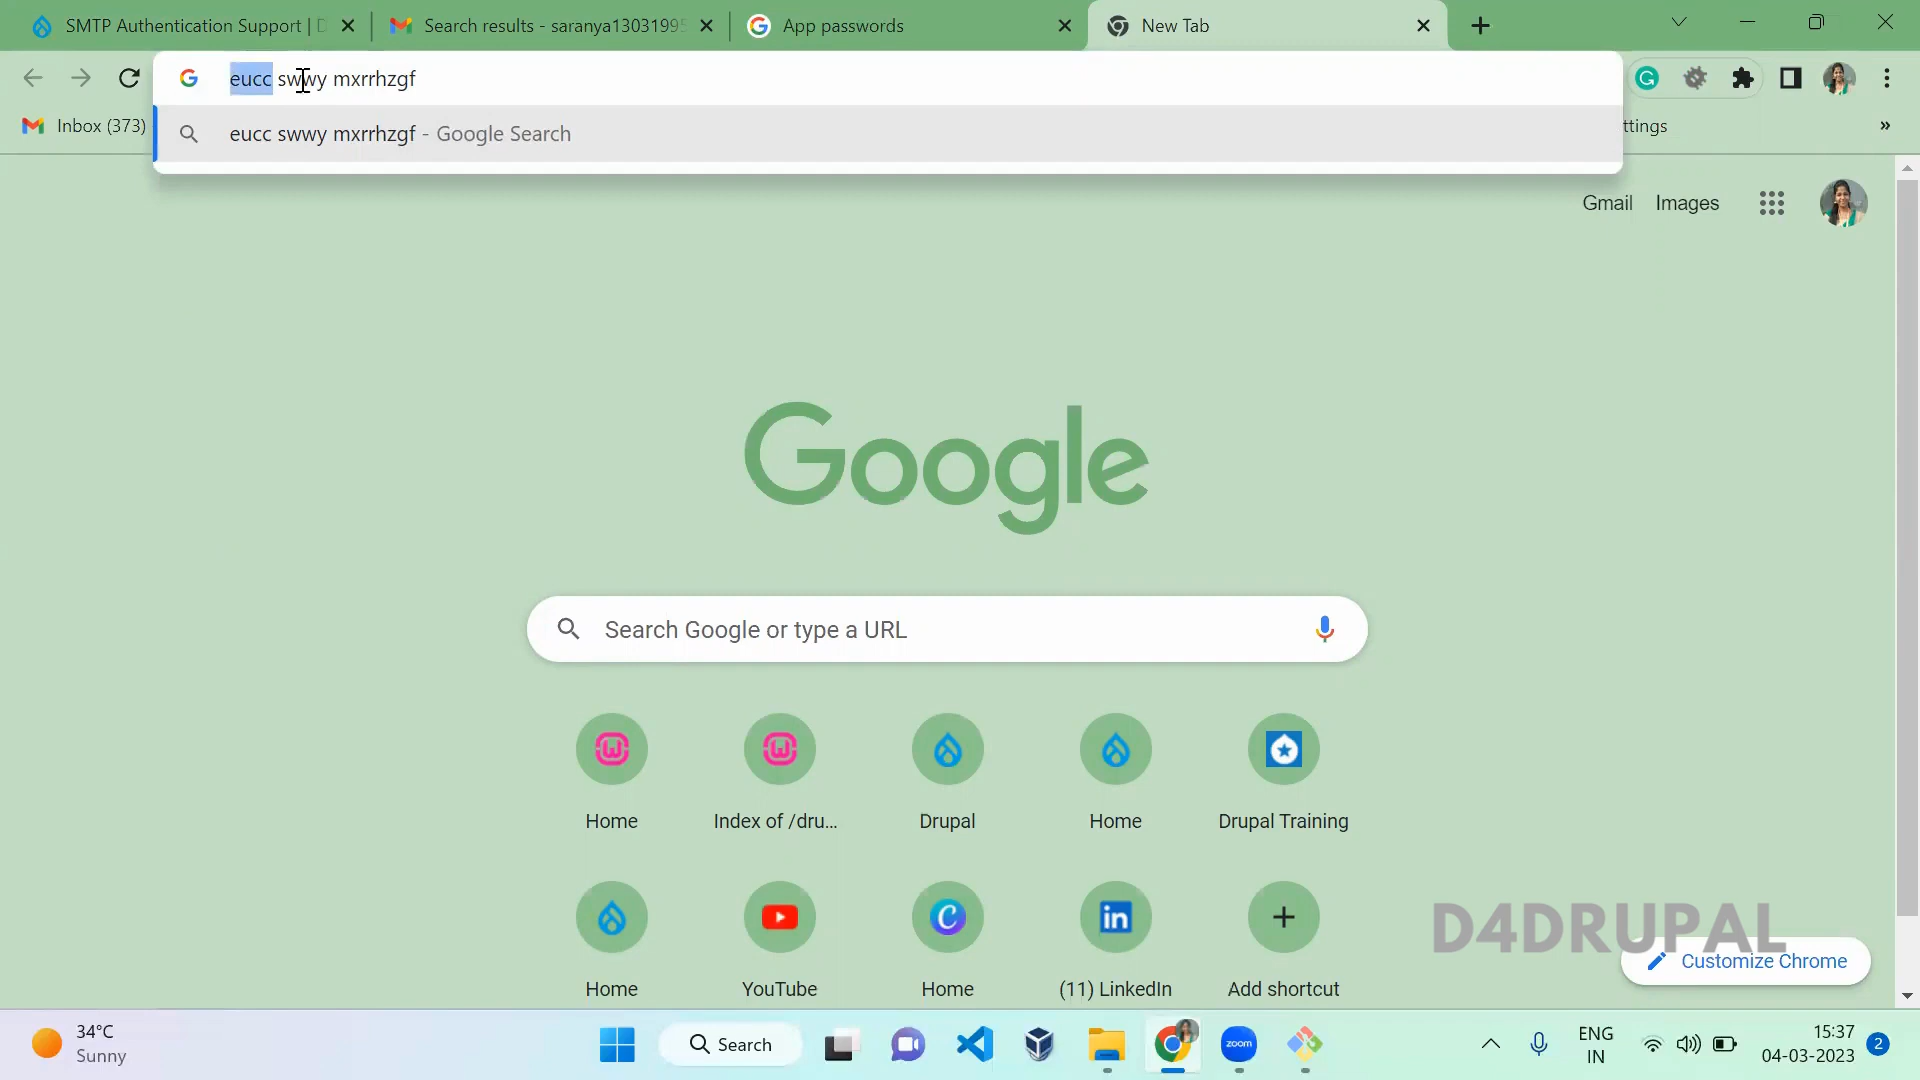 SMTP Authentication Support | D
Search results - saranya13031995
App passwords
New Tab
eucc swwy mxrrhzgf
Inbox (373)
eucc swwy mxrrhzgf - Google Search
ttings
»
Gmail
Images
Google
Search Google or type a URL
Home
Index of /dru...
Drupal
Home
Drupal Training
Home
YouTube
Home
(11) LinkedIn
Add shortcut
D4DRUPAL
Customize Chrome
34°C
Sunny
Search
zoom
ENG
IN
15:37
04-03-2023
2